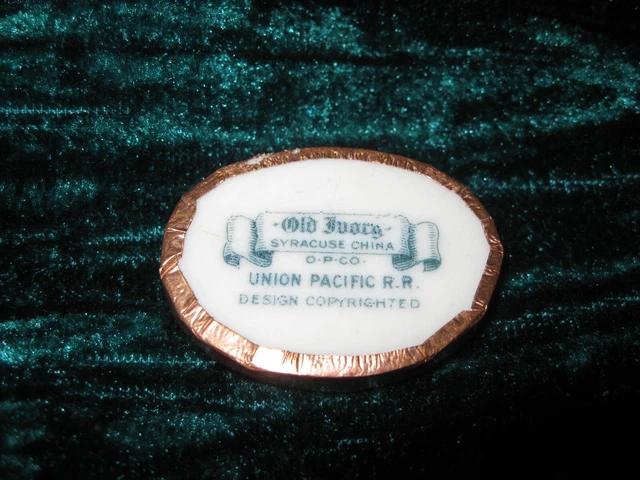 Old Ivory
SYRACUSE CHINA
O·P·CO·
UNION PACIFIC R.R.
DESIGN COPYRIGHTED